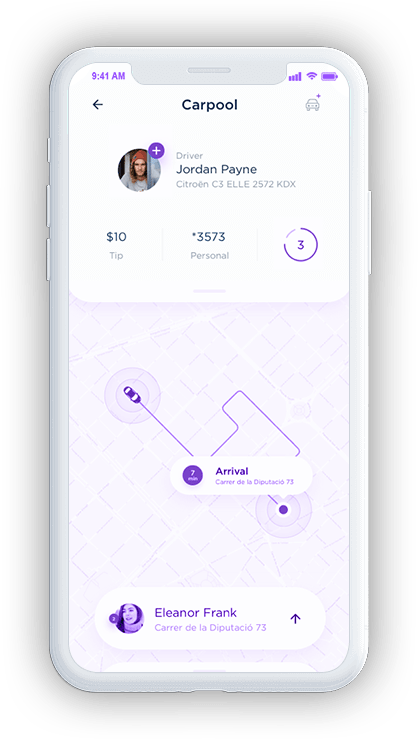 9:41 AM
Carpool
Driver
Jordan Payne
Citroën C3 ELLE 2572 KDX
$10
*3573
3
Tip
Personal
7
min
Arrival
Carrer de la Diputació 73
Eleanor Frank
Carrer de la Diputació 73